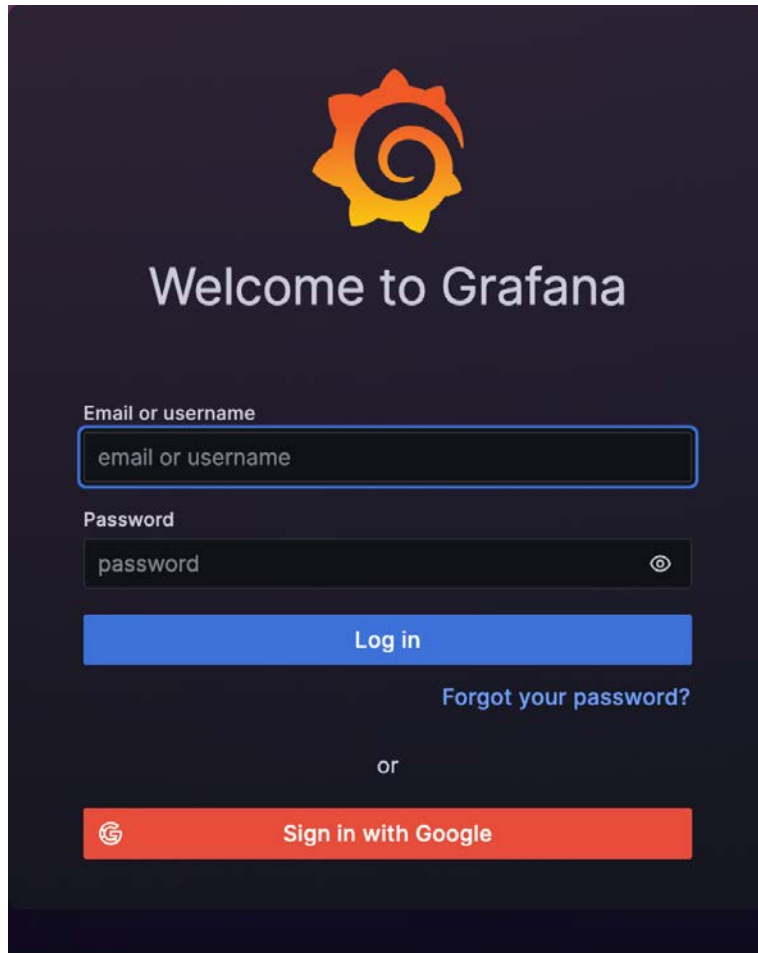 Welcome to Grafana
Email or username
email or username
Password
password
Log in
Forgot your password?
or
Sign in with Google